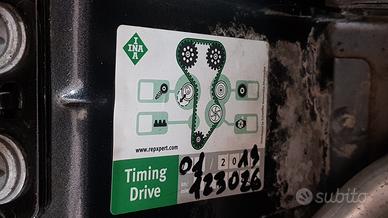 INA
www.repxpert.com
Timing
Drive
01/2019
123026
subito